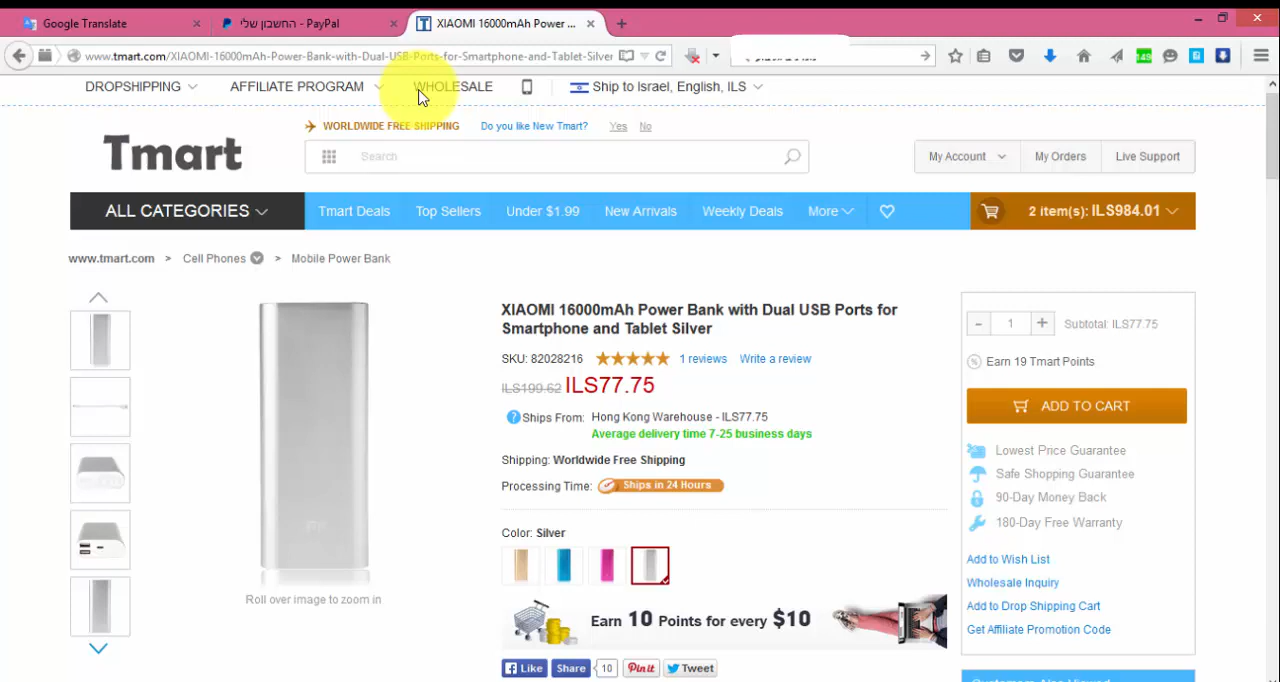 Google Translate
החשבון שלי - PayPal
XIAOMI 16000mAh Power ...
www.tmart.com/XIAOMI-16000mAh-Power-Bank-with-Dual-USB-Ports-for-Smartphone-and-Tablet-Silver
DROPSHIPPING
AFFILIATE PROGRAM
WHOLESALE
Ship to Israel, English, ILS
WORLDWIDE FREE SHIPPING
Do you like New Tmart?
Yes
No
Tmart
Search
My Account
My Orders
Live Support
ALL CATEGORIES
Tmart Deals
Top Sellers
Under $1.99
New Arrivals
Weekly Deals
More
2 item(s): ILS984.01
www.tmart.com > Cell Phones > Mobile Power Bank
XIAOMI 16000mAh Power Bank with Dual USB Ports for
Smartphone and Tablet Silver
SKU: 82028216
1 reviews
Write a review
ILS199.62 ILS77.75
Ships From: Hong Kong Warehouse - ILS77.75
Average delivery time 7-25 business days
Shipping: Worldwide Free Shipping
Processing Time: Ships in 24 Hours
Color: Silver
Earn 10 Points for every $10
Like
Share
10
Pin it
Tweet
Roll over image to zoom in
- 1 +
Subtotal: ILS77.75
Earn 19 Tmart Points
ADD TO CART
Lowest Price Guarantee
Safe Shopping Guarantee
90-Day Money Back
180-Day Free Warranty
Add to Wish List
Wholesale Inquiry
Add to Drop Shipping Cart
Get Affiliate Promotion Code
Customers Also Viewed